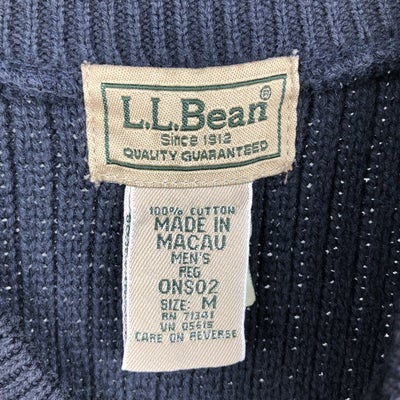 L.L.Bean®
Since 1912
QUALITY GUARANTEED
100% COTTON
MADE IN
MACAU
MEN'S
REG
ONS02
SIZE: M
RN 71341
VN 05615
CARE ON REVERSE